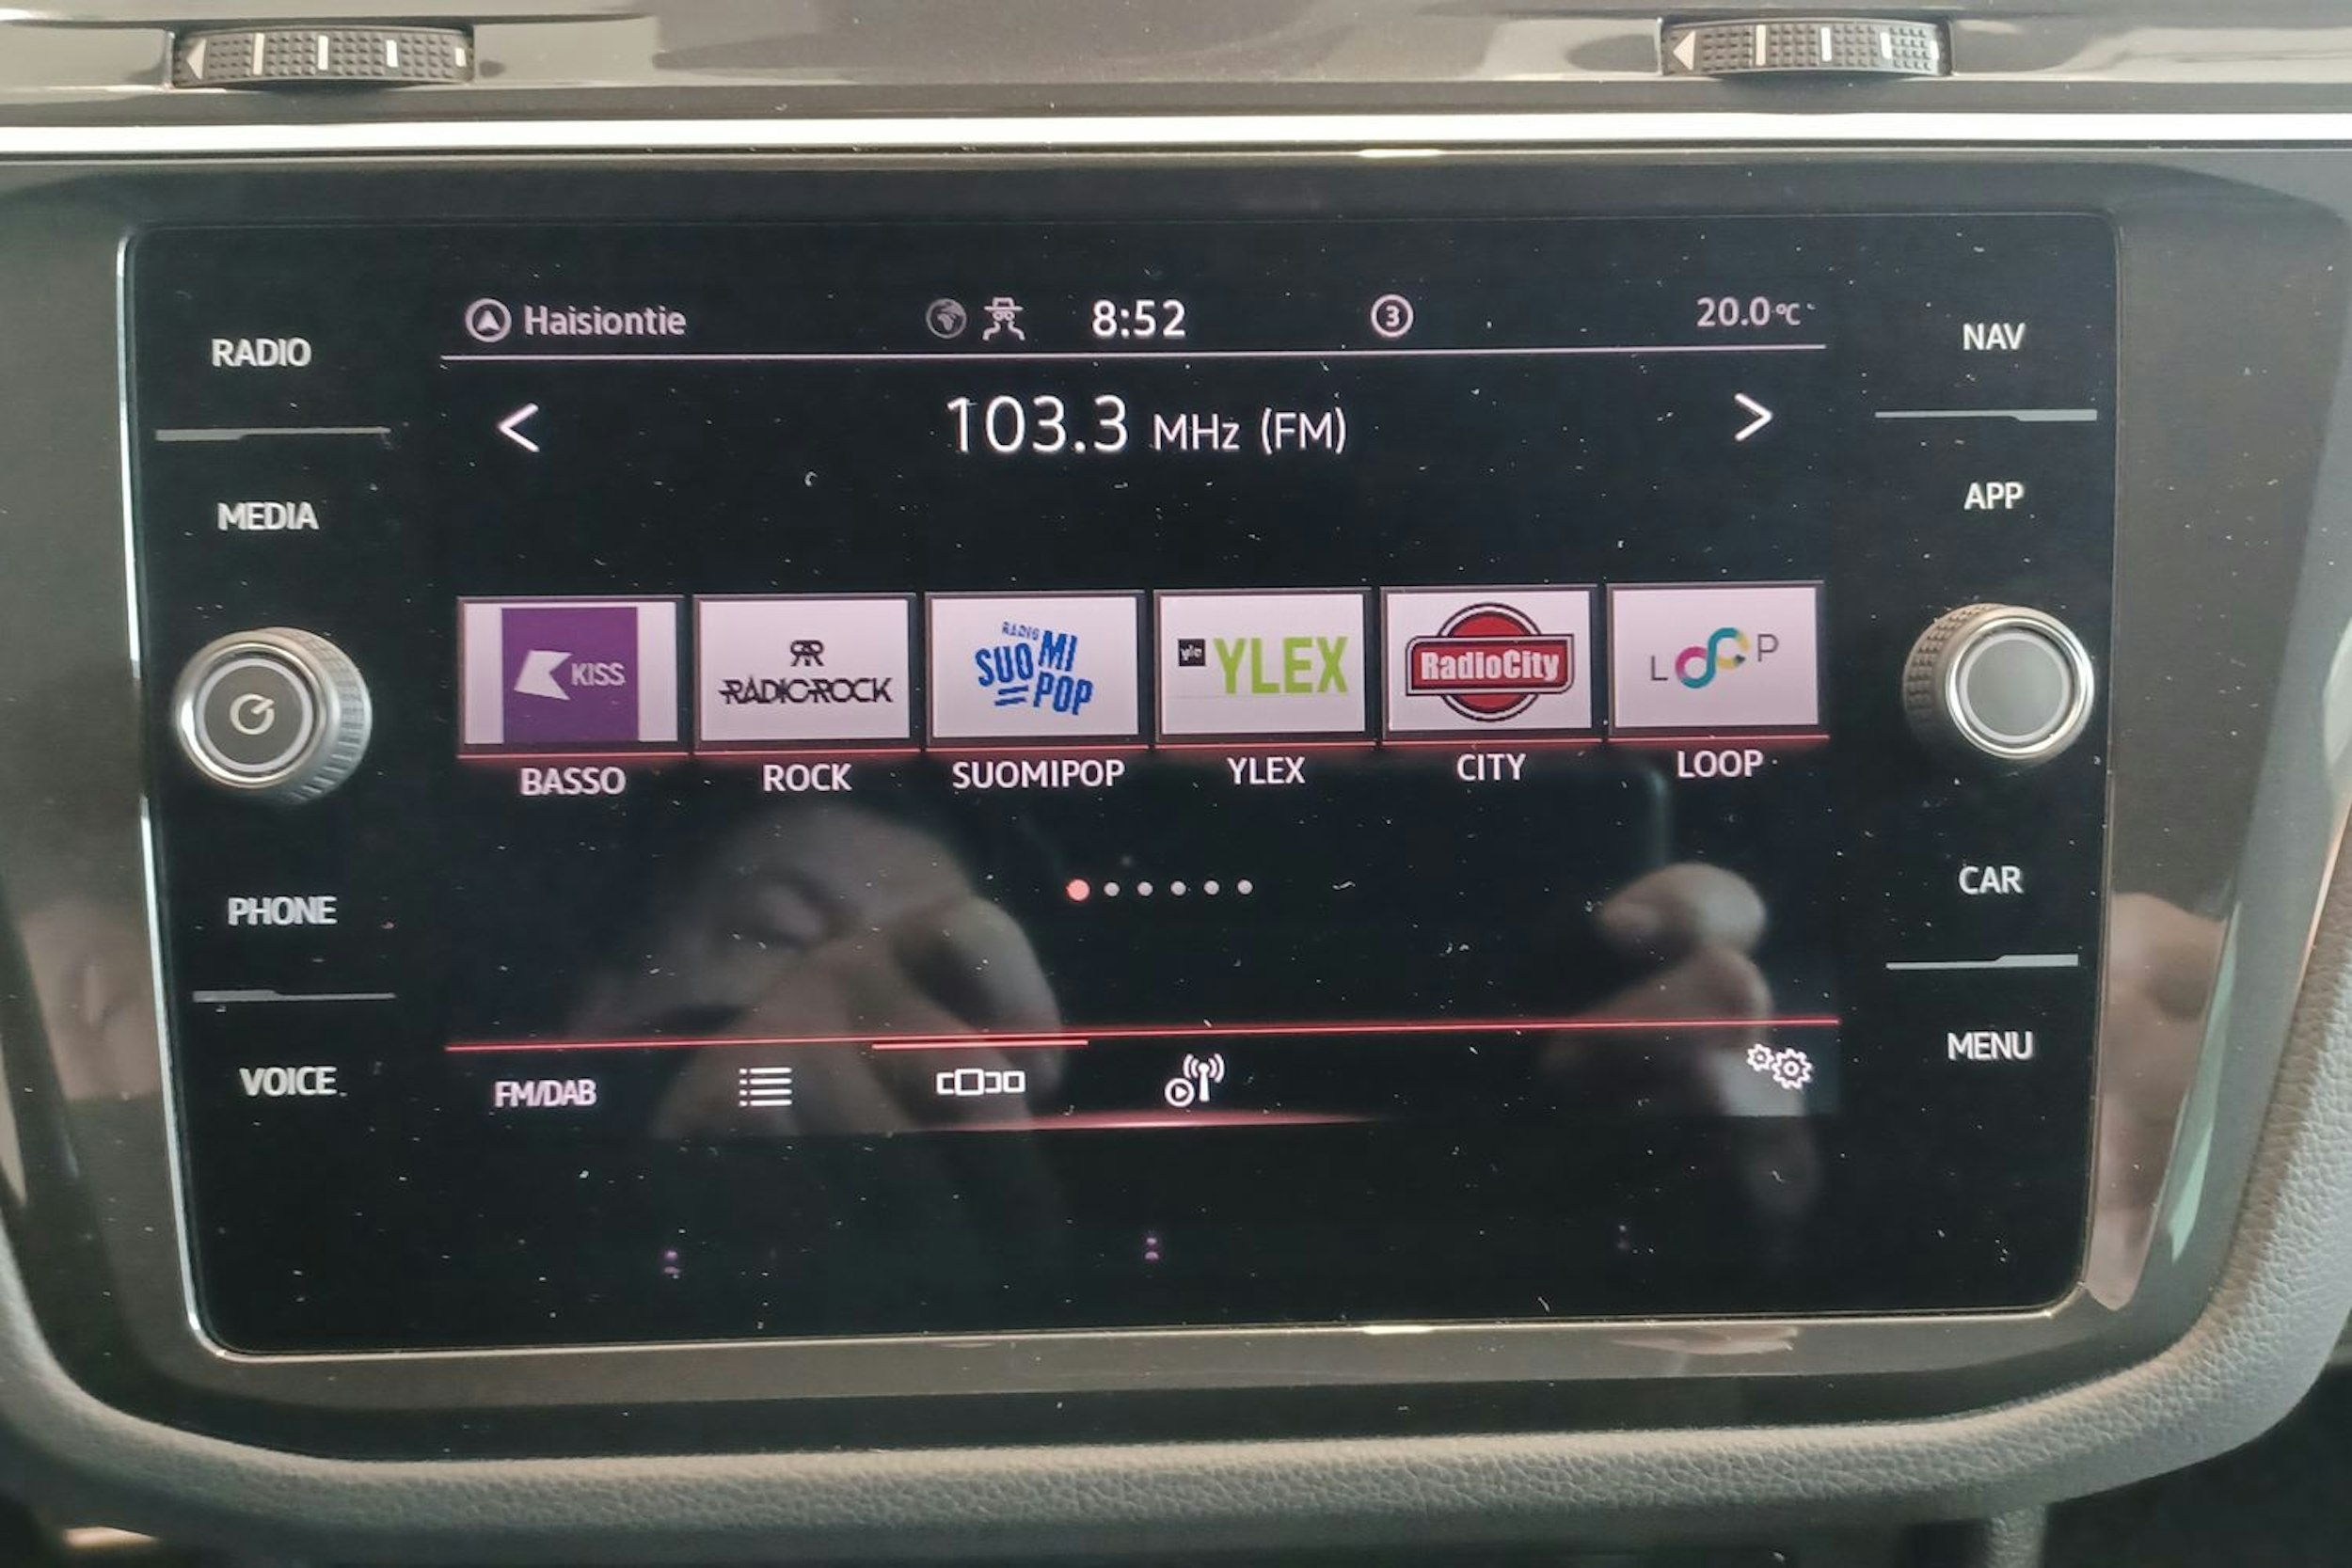 Haisiontie 8:52 3 20.0°C
RADIO
NAV
103.3 MHz (FM)
MEDIA
APP
KISS
RADIO ROCK
RADIO
SUOMI
POP
yle YLEX
RadioCity
LOOP
BASSO ROCK SUOMIPOP YLEX CITY LOOP
PHONE
CAR
VOICE
FM/DAB
MENU